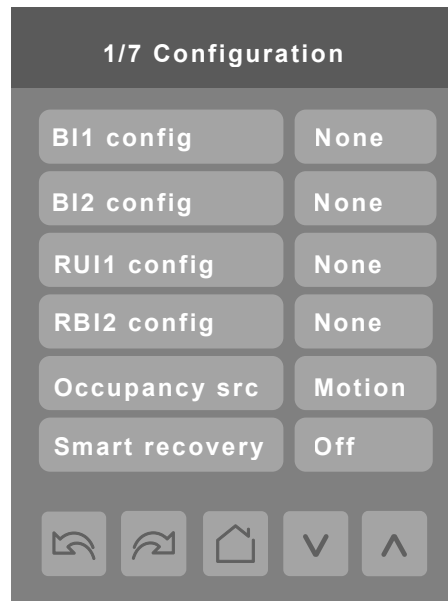 1/7 Configuration
BI1 config None
BI2 config None
RUI1 config None
RBI2 config None
Occupancy src Motion
Smart recovery Off